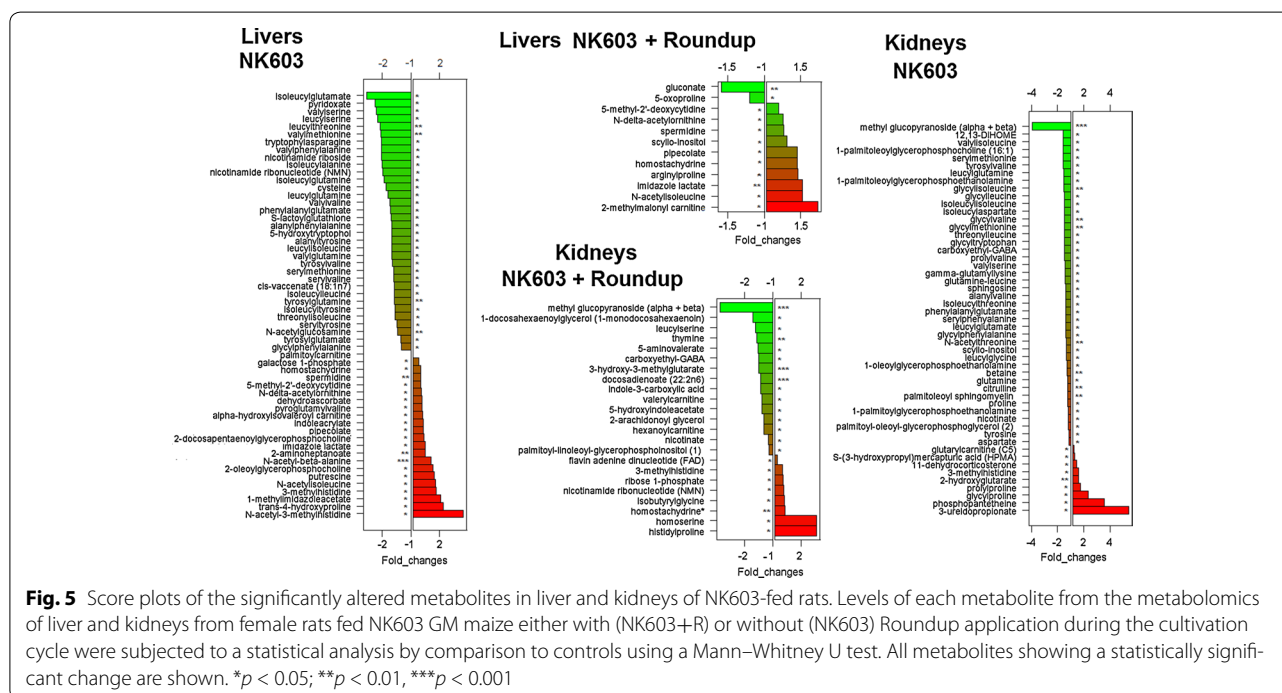 Livers
NK603
-2 -1 2
isoleucylglutamate *
pyridoxate *
valylserine *
leucylserine *
leucylthreonine **
valylmethionine **
tryptophylasparagine *
valylphenylalanine *
nicotinamide riboside *
isoleucylalanine *
nicotinamide ribonucleotide (NMN) *
isoleucylglutamine *
cysteine *
leucylglutamine *
valylvaline *
phenylalanylglutamate *
S-lactoylglutathione *
alanylphenylalanine *
5-hydroxytryptophol *
alanyltyrosine *
leucylisoleucine *
valylglutamine *
tyrosylvaline *
serylmethionine *
serylvaline *
cis-vaccenate (18:1n7) *
isoleucylleucine *
tyrosylglutamine **
isoleucyltyrosine *
threonylisoleucine *
seryltyrosine *
N-acetylglucosamine **
tyrosylglutamate *
glycylphenylalanine *
palmitoylcarnitine *
galactose 1-phosphate *
homostachydrine *
spermidine **
5-methyl-2'-deoxycytidine *
N-delta-acetylornithine *
dehydroascorbate *
pyroglutamylvaline *
alpha-hydroxyisovaleroyl carnitine *
indoleacrylate *
pipecolate *
2-docosapentaenoylglycerophosphocholine *
imidazole lactate *
2-aminoheptanoate *
N-acetyl-beta-alanine ***
2-oleoylglycerophosphocholine *
putrescine *
N-acetylisoleucine *
3-methylhistidine *
1-methylimidazoleacetate *
trans-4-hydroxyproline *
N-acetyl-3-methylhistidine *
-2 -1 2
Fold_changes
Livers NK603 + Roundup
-1.5 -1 1.5
gluconate **
5-oxoproline *
5-methyl-2'-deoxycytidine *
N-delta-acetylornithine *
spermidine *
scyllo-inositol *
pipecolate *
homostachydrine *
arginylproline *
imidazole lactate **
N-acetylisoleucine *
2-methylmalonyl carnitine *
-1.5 -1 1.5
Fold_changes
Kidneys
NK603 + Roundup
-2 -1 2
methyl glucopyranoside (alpha + beta) ***
1-docosahexaenoylglycerol (1-monodocosahexaenoin) *
leucylserine *
thymine **
5-aminovalerate *
carboxyethyl-GABA *
3-hydroxy-3-methylglutarate ***
docosadienoate (22:2n6) ***
indole-3-carboxylic acid *
valerylcarnitine *
5-hydroxyindoleacetate *
2-arachidonoyl glycerol *
hexanoylcarnitine *
nicotinate *
palmitoyl-linoleoyl-glycerophosphoinositol (1) *
flavin adenine dinucleotide (FAD) *
3-methylhistidine *
ribose 1-phosphate *
nicotinamide ribonucleotide (NMN) *
isobutyrylglycine *
homostachydrine* **
homoserine *
histidylproline *
-2 -1 2
Fold_changes
Kidneys
NK603
-4 -2 2 4
methyl glucopyranoside (alpha + beta) ***
12,13-DiHOME *
valylisoleucine *
1-palmitoleoylglycerophosphocholine (16:1) *
serylmethionine *
tyrosylvaline *
leucylglutamine *
1-palmitoleoylglycerophosphoethanolamine *
glycylisoleucine **
glycylleucine *
isoleucylisoleucine *
isoleucylaspartate *
glycylvaline **
glycylmethionine **
threonylleucine *
glycyltryptophan *
carboxyethyl-GABA *
prolylvaline *
valylserine *
gamma-glutamyllysine *
glutamine-leucine *
sphingosine *
alanylvaline *
isoleucylthreonine *
phenylalanylglutamate *
serylphenylalanine *
leucylglutamate *
glycylphenylalanine *
N-acetylthreonine **
scyllo-inositol *
leucylglycine *
1-oleoylglycerophosphoethanolamine *
betaine **
glutamine *
citrulline **
palmitoleoyl sphingomyelin **
proline *
1-palmitoylglycerophosphoethanolamine *
nicotinate *
palmitoyl-oleoyl-glycerophosphoglycerol (2) *
tyrosine *
aspartate *
glutarylcarnitine (C5) *
S-(3-hydroxypropyl)mercapturic acid (HPMA) *
11-dehydrocorticosterone *
3-methylhistidine *
2-hydroxyglutarate **
prolylproline *
glycylproline *
phosphopantetheine *
3-ureidopropionate *
-4 -2 2 4
Fold_changes
Fig. 5 Score plots of the significantly altered metabolites in liver and kidneys of NK603-fed rats. Levels of each metabolite from the metabolomics
of liver and kidneys from female rats fed NK603 GM maize either with (NK603+R) or without (NK603) Roundup application during the cultivation
cycle were subjected to a statistical analysis by comparison to controls using a Mann–Whitney U test. All metabolites showing a statistically signifi-
cant change are shown. *p < 0.05; **p < 0.01, ***p < 0.001